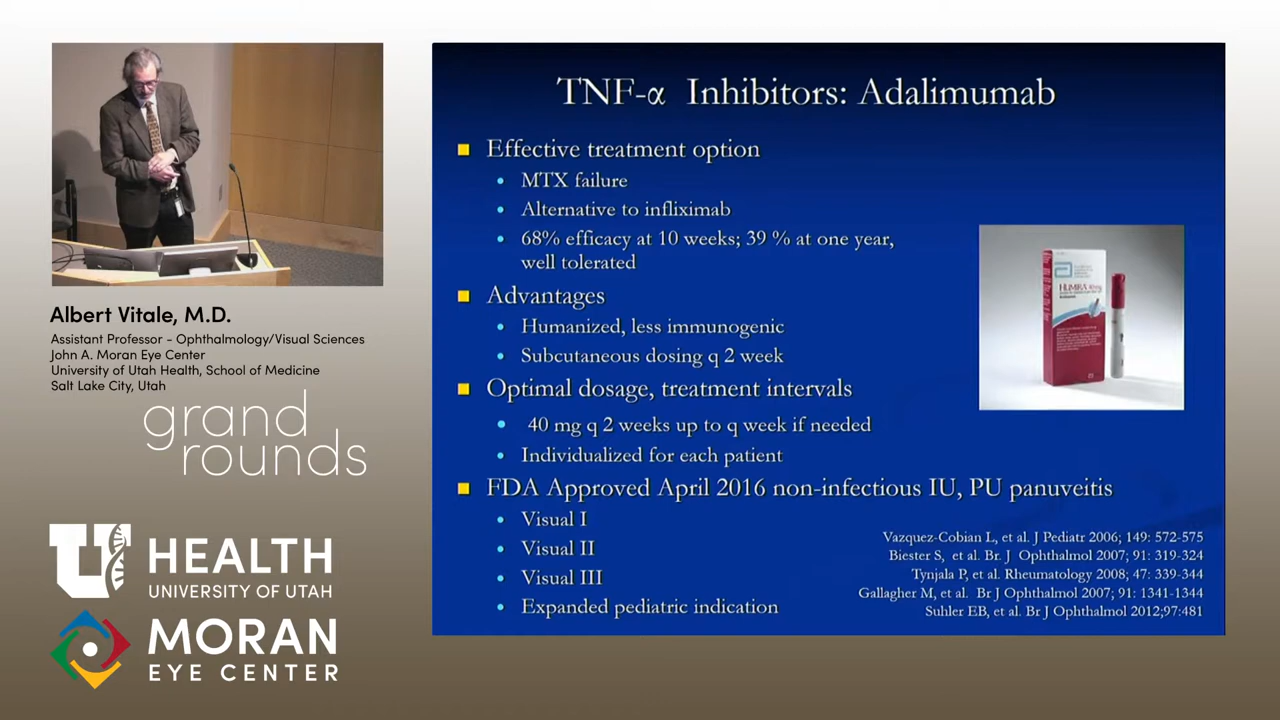 TNF-α Inhibitors: Adalimumab
Effective treatment option
MTX failure
Alternative to infliximab
68% efficacy at 10 weeks; 39 % at one year,
well tolerated
Advantages
Humanized, less immunogenic
Subcutaneous dosing q 2 week
Optimal dosage, treatment intervals
40 mg q 2 weeks up to q week if needed
Individualized for each patient
FDA Approved April 2016 non-infectious IU, PU panuveitis
Visual I
Visual II
Visual III
Expanded pediatric indication
Vazquez-Cobian L, et al. J Pediatr 2006; 149: 572-575
Biester S, et al. Br. J Ophthalmol 2007; 91: 319-324
Tynjala P, et al. Rheumatology 2008; 47: 339-344
Gallagher M, et al. Br J Ophthalmol 2007; 91: 1341-1344
Suhler EB, et al. Br J Ophthalmol 2012;97:481
HUMIRA
Albert Vitale, M.D.
Assistant Professor - Ophthalmology/Visual Sciences
John A. Moran Eye Center
University of Utah Health, School of Medicine
Salt Lake City, Utah
grand
rounds
U HEALTH
UNIVERSITY OF UTAH
MORAN
EYE CENTER